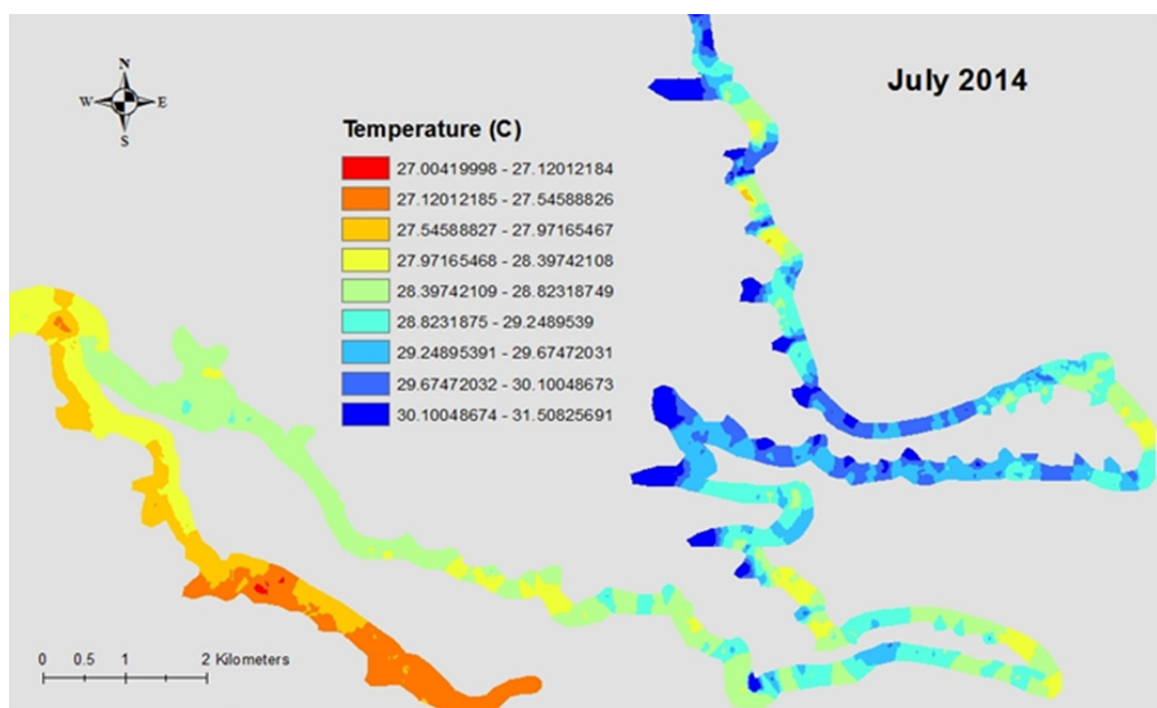 July 2014
N
W E
S
Temperature (C)
27.00419998 - 27.12012184
27.12012185 - 27.54588826
27.54588827 - 27.97165467
27.97165468 - 28.39742108
28.39742109 - 28.82318749
28.8231875 - 29.2489539
29.24895391 - 29.67472031
29.67472032 - 30.10048673
30.10048674 - 31.50825691
0 0.5 1 2 Kilometers